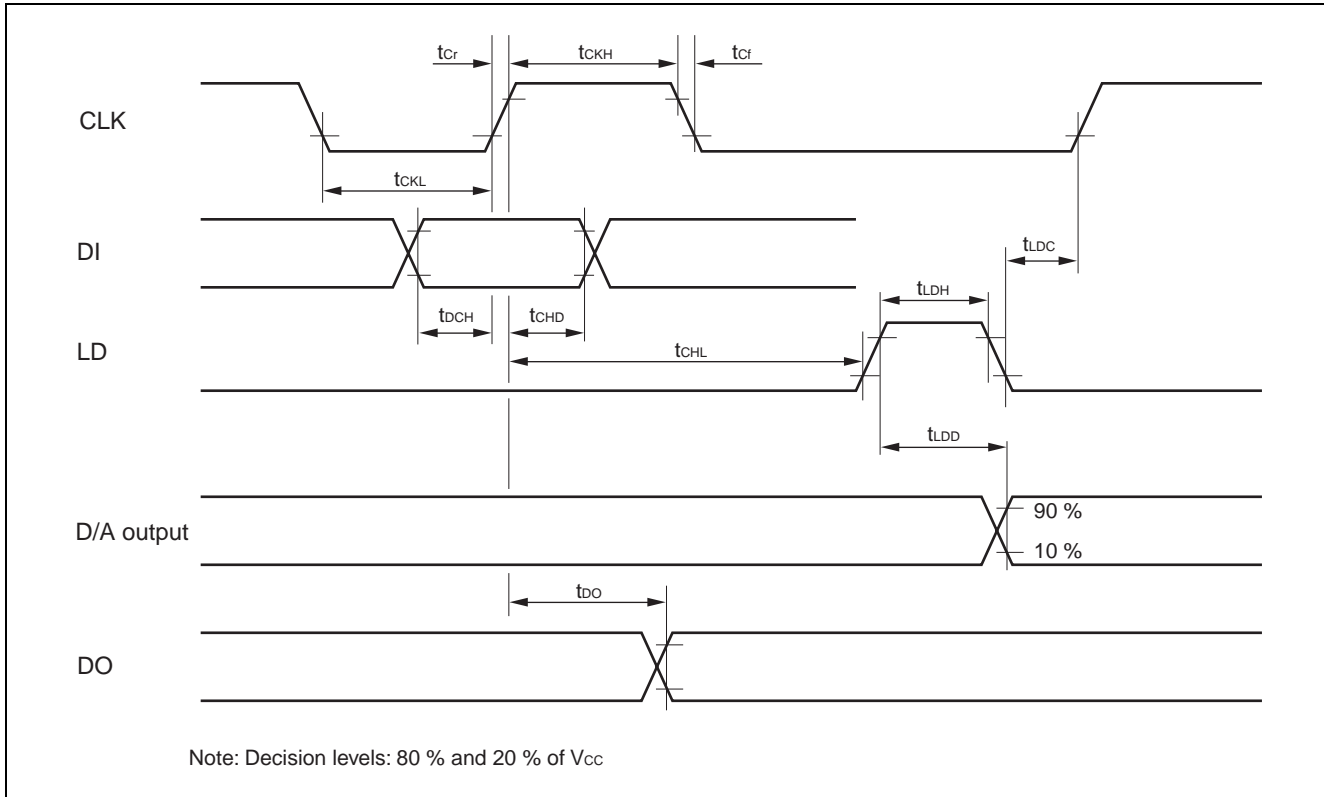 tCr
tCKH
tCf
CLK
tCKL
DI
tLDC
tLDH
tDCH
tCHD
LD
tCHL
tLDD
90 %
D/A output
10 %
tDO
DO
Note: Decision levels: 80 % and 20 % of VCC